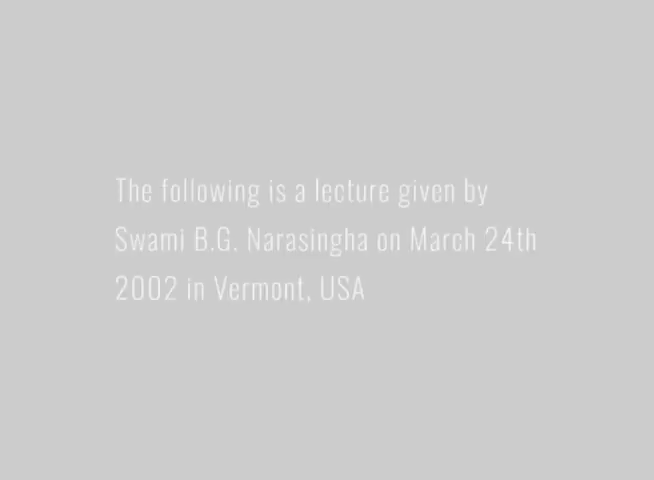 The following is a lecture given by
Swami B.G. Narasingha on March 24th
2002 in Vermont, USA